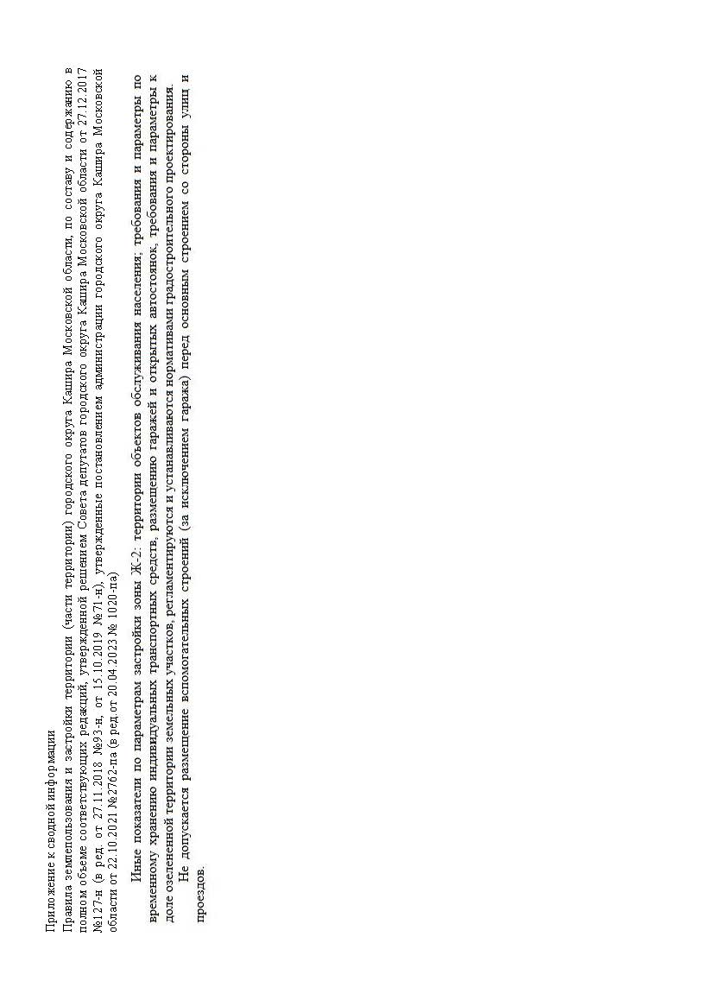 Приложение к сводной информации
Правила землепользования и застройки территории (части территории) городского округа Кашира Московской области, по составу и содержанию в
полном объеме соответствующих редакций, утвержденной решением Совета депутатов городского округа Кашира Московской области от 27.12.2017
№127-н (в ред. от 27.11.2018 №93-н, от 15.10.2019 №71-н), утвержденные постановлением администрации городского округа Кашира Московской
области от 22.10.2021 №2762-па (в ред.от 20.04.2023 № 1020-па)
Иные показатели по параметрам застройки зоны Ж-2: территории объектов обслуживания населения; требования и параметры по
временному хранению индивидуальных транспортных средств, размещению гаражей и открытых автостоянок, требования и параметры к
доле озелененной территории земельных участков, регламентируются и устанавливаются нормативами градостроительного проектирования.
Не допускается размещение вспомогательных строений (за исключением гаража) перед основным строением со стороны улиц и
проездов.